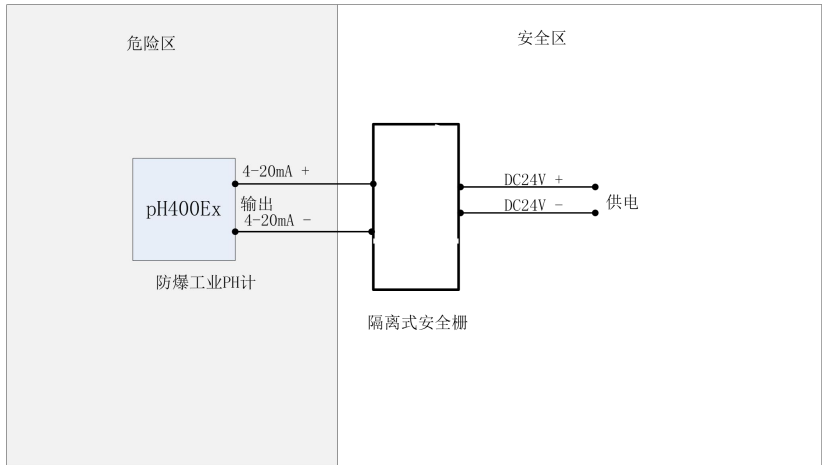 危险区
安全区
4-20mA +
输出
4-20mA -
pH400Ex
防爆工业PH计
DC24V +
DC24V -
供电
隔离式安全栅